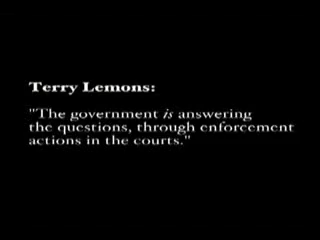 Terry Lemons:
"The government is answering
the questions, through enforcement
actions in the courts."